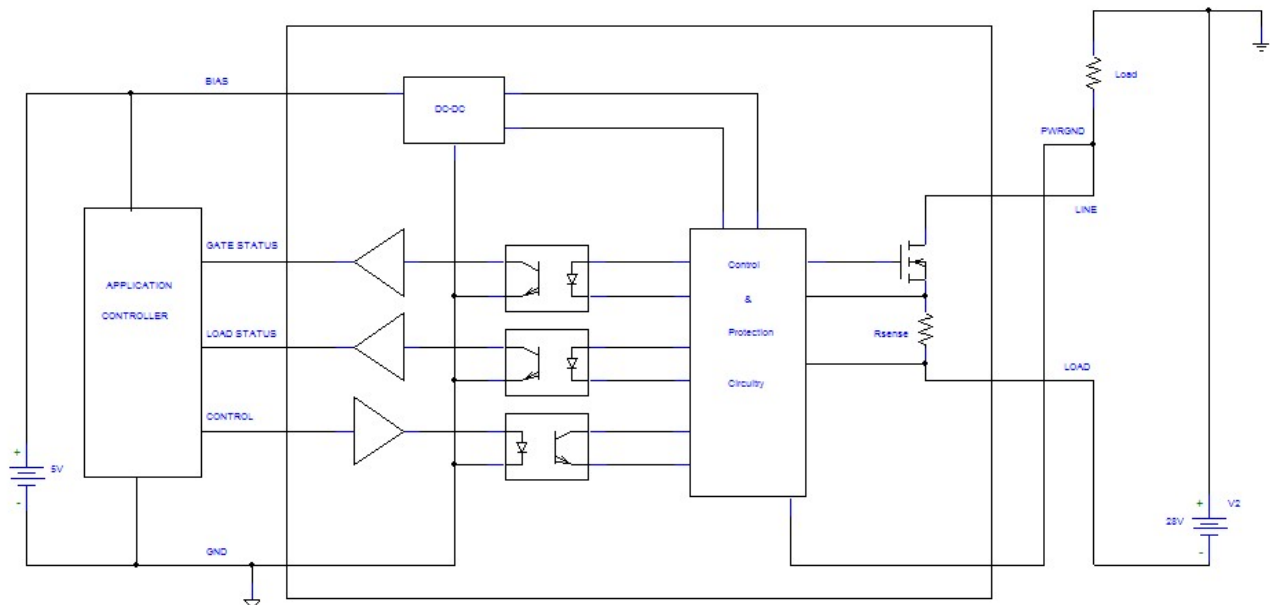 Load
BIAS
DC-DC
PWRGND
LINE
GATE STATUS
Control
APPLICATION
CONTROLLER
&
LOAD STATUS
Protection
Rsense
LOAD
Circuitry
CONTROL
+
5V
-
+
V2
28V
-
GND